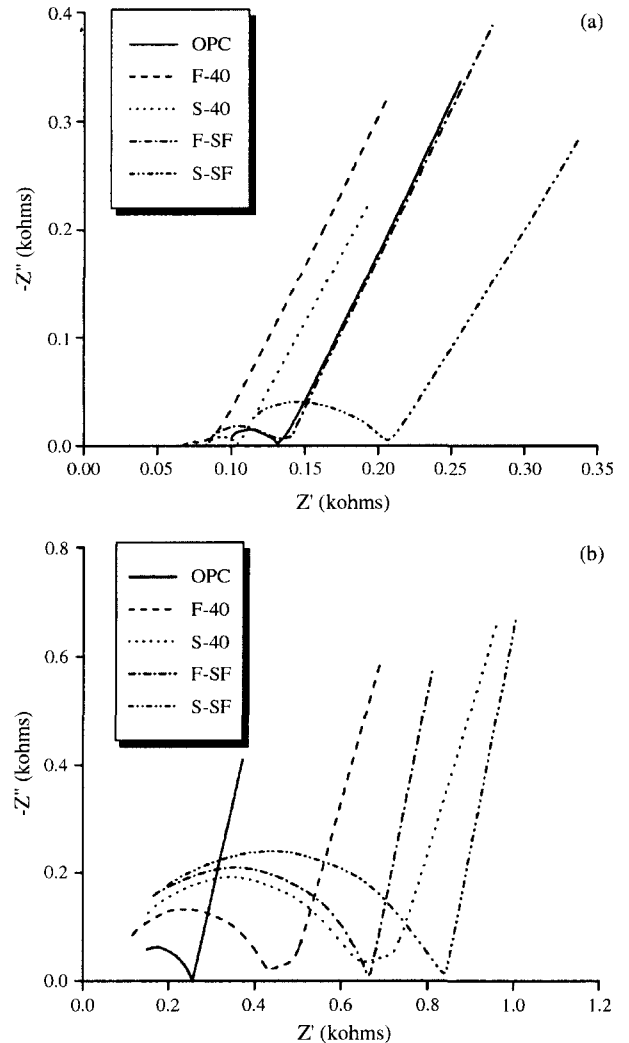 (a)
0.4
0.3
0.2
0.1
0.0
-Z" (kohms)
OPC
F-40
S-40
F-SF
S-SF
0.00 0.05 0.10 0.15 0.20 0.25 0.30 0.35
Z' (kohms)
(b)
0.8
0.6
0.4
0.2
0.0
-Z" (kohms)
OPC
F-40
S-40
F-SF
S-SF
0.0 0.2 0.4 0.6 0.8 1.0 1.2
Z' (kohms)